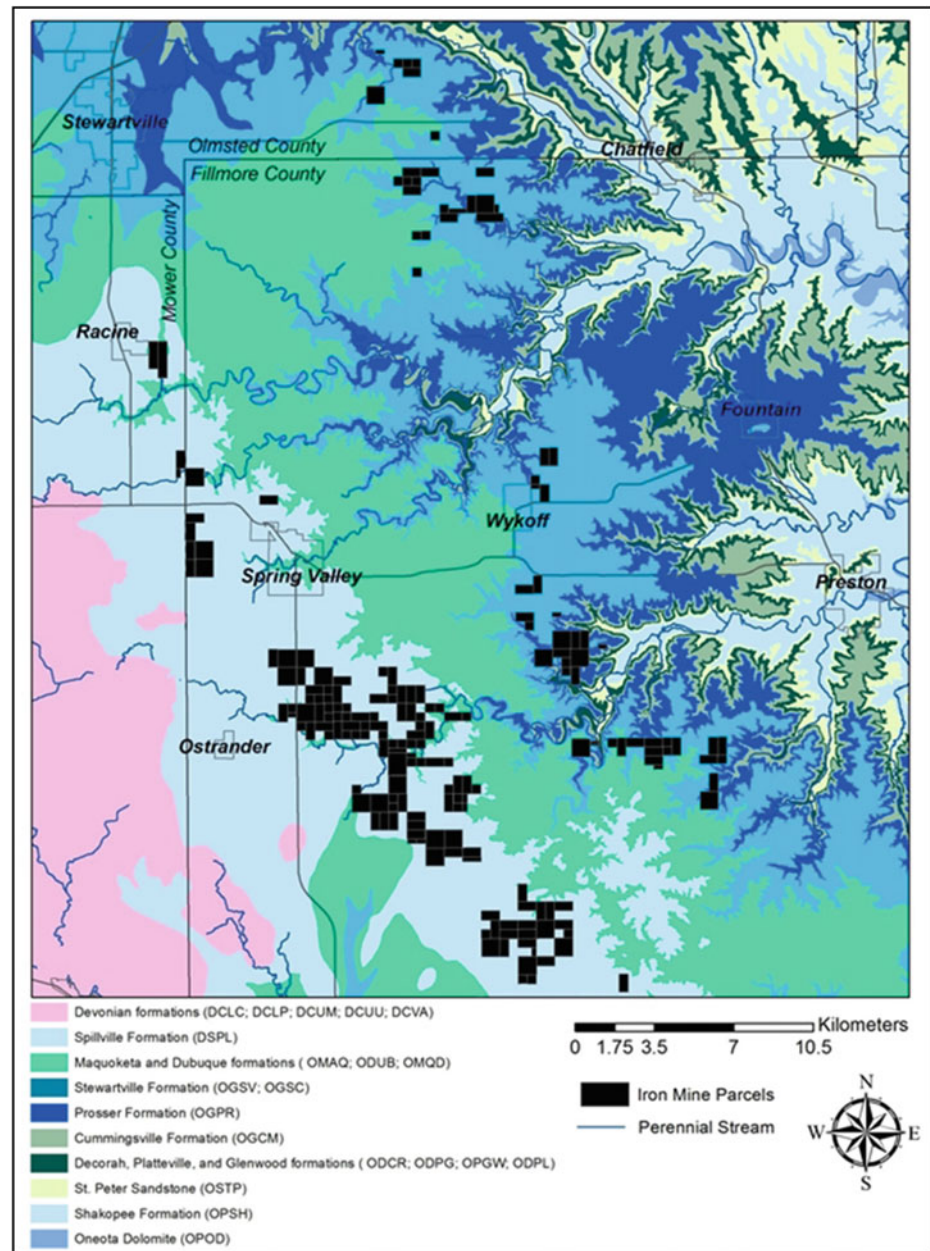 Stewartville
Olmsted County
Fillmore County
Chatfield
Mower County
Racine
Fountain
Wykoff
Spring Valley
Preston
Ostrander
Devonian formations (DCLC; DCLP; DCUM; DCUU; DCVA)
Spillville Formation (DSPL)
Maquoketa and Dubuque formations ( OMAQ; ODUB; OMQD)
Stewartville Formation (OGSV; OGSC)
Prosser Formation (OGPR)
Cummingsville Formation (OGCM)
Decorah, Platteville, and Glenwood formations ( ODCR; ODPG; OPGW; ODPL)
St. Peter Sandstone (OSTP)
Shakopee Formation (OPSH)
Oneota Dolomite (OPOD)
Kilometers
0 1.75 3.5 7 10.5
Iron Mine Parcels
Perennial Stream
N
W E
S